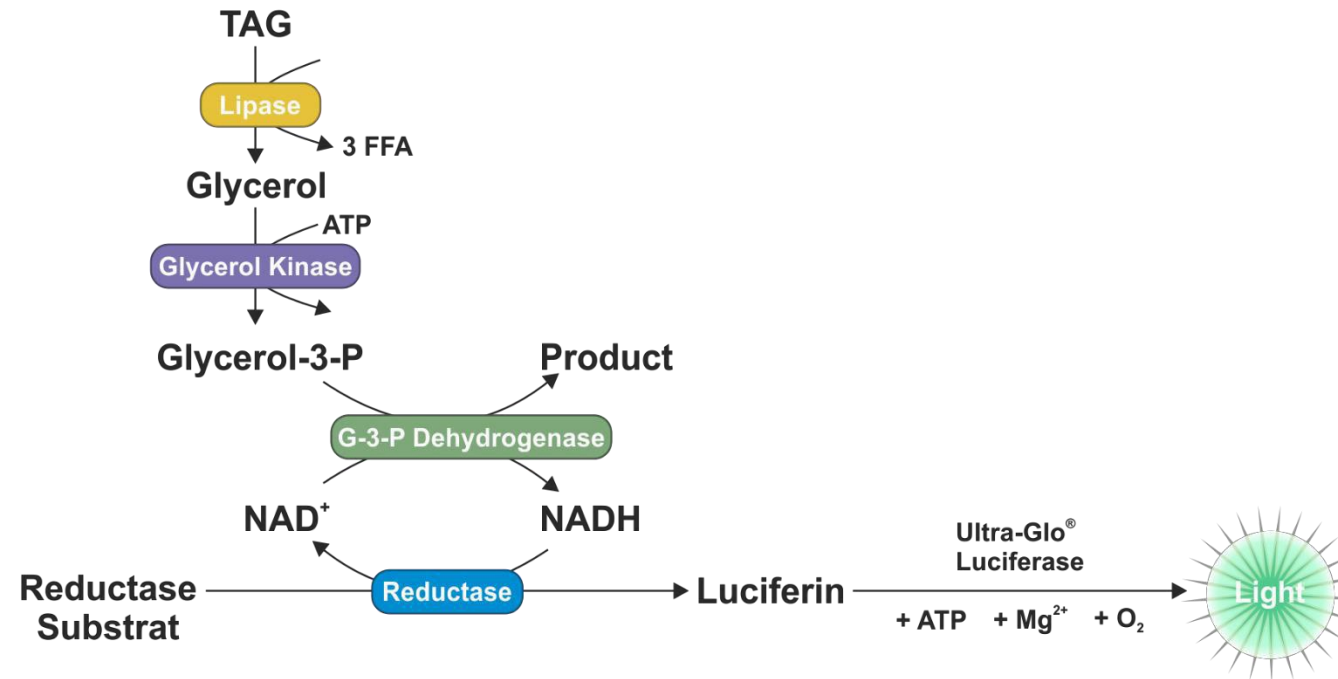 TAG
Lipase
3 FFA
Glycerol
ATP
Glycerol Kinase
Glycerol-3-P
Product
G-3-P Dehydrogenase
NAD⁺
NADH
Reductase
Substrat
Reductase
Luciferin
Ultra-Glo®
Luciferase
+ ATP + Mg²⁺ + O₂
Light